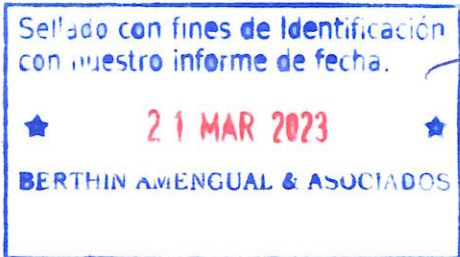 Sellado con fines de Identificación
con nuestro informe de fecha.
★ 21 MAR 2023 ★
BERTHIN AMENGUAL & ASOCIADOS